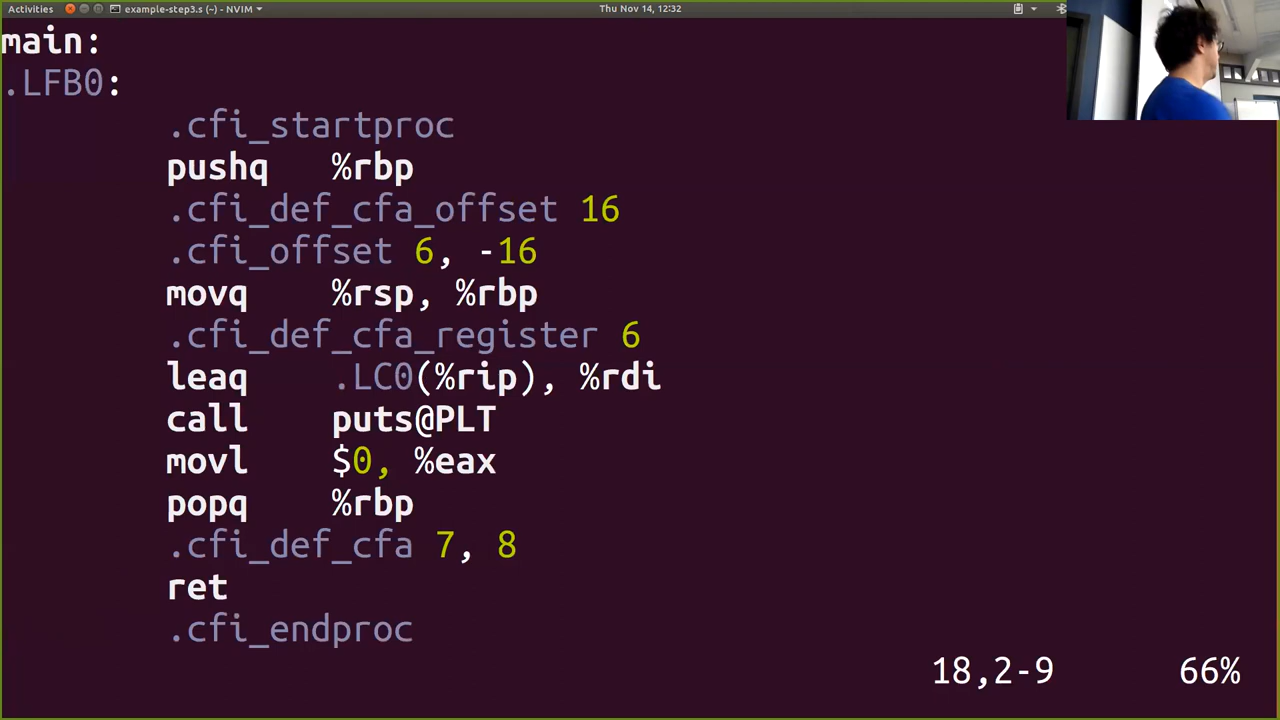 Activities example-step3.s (~) - NVIM Thu Nov 14, 12:32
main:
.LFB0:
.cfi_startproc
pushq %rbp
.cfi_def_cfa_offset 16
.cfi_offset 6, -16
movq %rsp, %rbp
.cfi_def_cfa_register 6
leaq .LC0(%rip), %rdi
call puts@PLT
movl $0, %eax
popq %rbp
.cfi_def_cfa 7, 8
ret
.cfi_endproc
18,2-9 66%